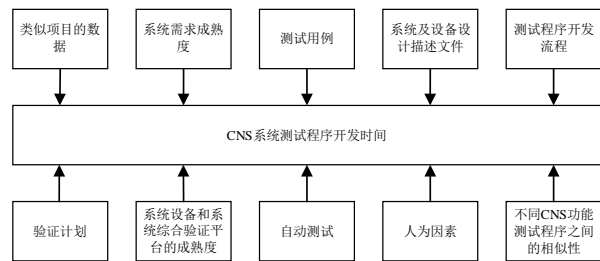 类似项目的数
据
系统需求成熟
度
测试用例
系统及设备设
计描述文件
测试程序开发
流程
CNS系统测试程序开发时间
验证计划
系统设备和系
统综合验证平
台的成熟度
自动测试
人为因素
不同CNS功能
测试程序之间
的相似性